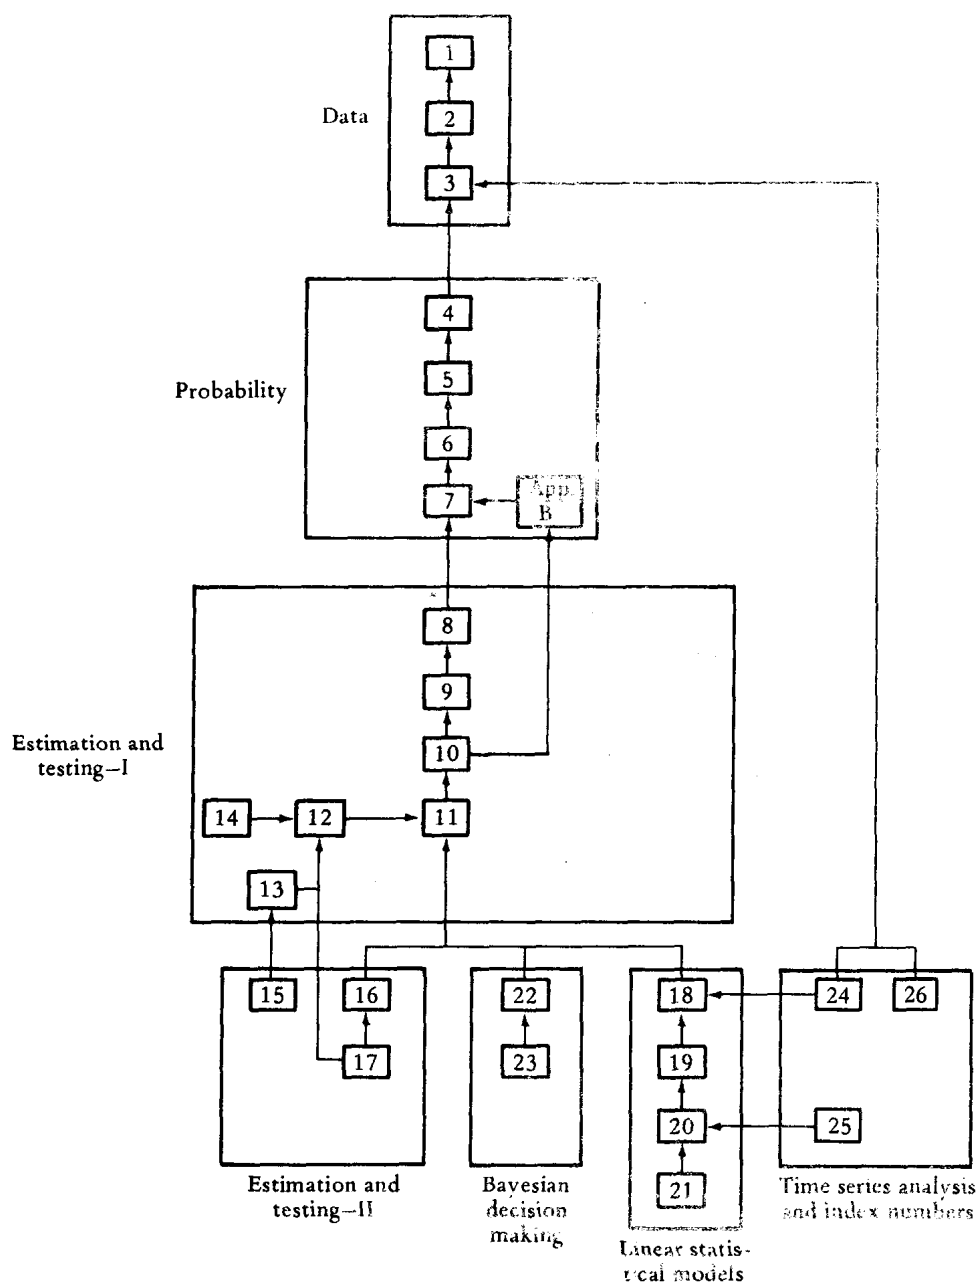 1
2
Data
3
4
5
Probability
6
7
App.
B
8
9
Estimation and
testing—I
10
14
12
11
13
15
16
22
18
24
26
17
23
19
20
25
21
Estimation and
testing—II
Bayesian
decision
making
Linear statis-
tical models
Time series analysis
and index numbers